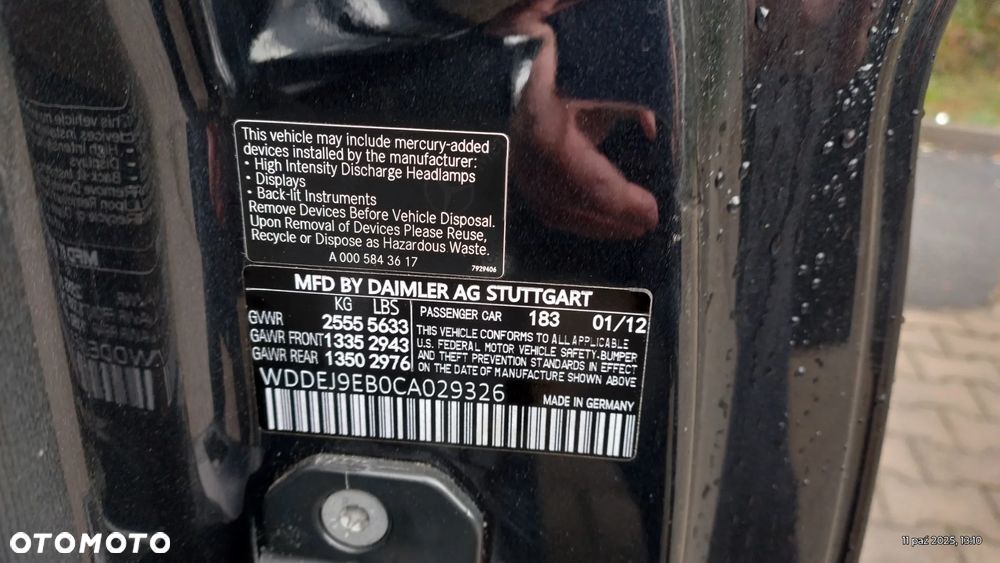 This vehicle may include mercury-added
devices installed by the manufacturer:
• High Intensity Discharge Headlamps
• Displays
• Back-lit Instruments
Remove Devices Before Vehicle Disposal.
Upon Removal of Devices Please Reuse,
Recycle or Dispose as Hazardous Waste.
A 000 584 36 17
7929406
MFD BY DAIMLER AG STUTTGART
KG LBS
GVWR 2555 5633
GAWR FRONT 1335 2943
GAWR REAR 1350 2976
PASSENGER CAR 183 01/12
THIS VEHICLE CONFORMS TO ALL APPLICABLE
U.S. FEDERAL MOTOR VEHICLE SAFETY-BUMPER
AND THEFT PREVENTION STANDARDS IN EFFECT
ON THE DATE OF MANUFACTURE SHOWN ABOVE
WDDEJ9EB0CA029326
MADE IN GERMANY
OTOMOTO
11 paź 2025, 13:10